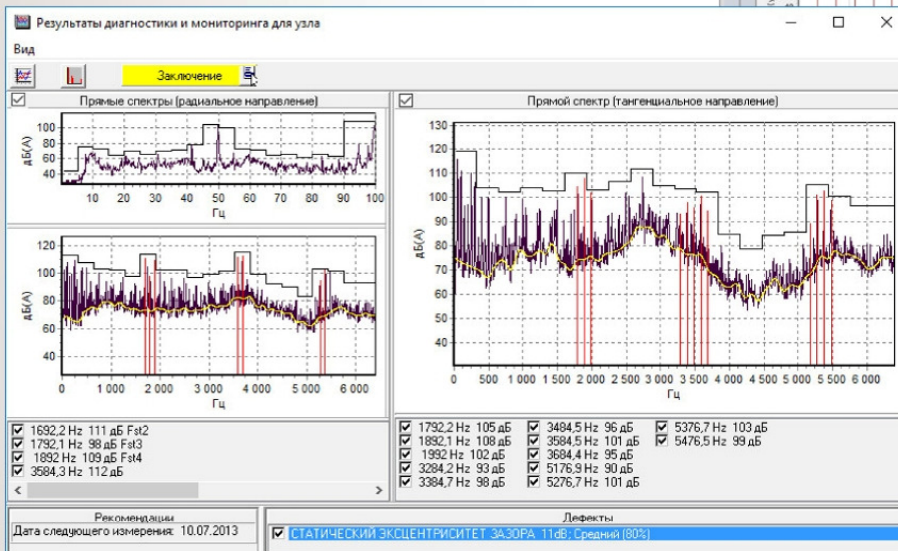 Результаты диагностики и мониторинга для узла
Вид
Заключение
Прямые спектры (радиальное направление)
дБ(А)
100
80
60
40
10 20 30 40 50 60 70 80 90 100
Гц
дБ(А)
120
100
80
60
40
0 1 000 2 000 3 000 4 000 5 000 6 000
Гц
1692,2 Hz 111 дБ Fst2
1792,1 Hz 98 дБ Fst3
1892 Hz 109 дБ Fst4
3584,3 Hz 112 дБ
Прямой спектр (тангенциальное направление)
дБ(А)
130
120
110
100
90
80
70
60
50
40
0 500 1 000 1 500 2 000 2 500 3 000 3 500 4 000 4 500 5 000 5 500 6 000
Гц
1792,2 Hz 105 дБ 3484,5 Hz 96 дБ 5376,7 Hz 103 дБ
1892,1 Hz 108 дБ 3584,5 Hz 101 дБ 5476,5 Hz 99 дБ
1992 Hz 102 дБ 3684,4 Hz 95 дБ
3284,2 Hz 93 дБ 5176,9 Hz 90 дБ
3384,7 Hz 98 дБ 5276,7 Hz 101 дБ
Рекомендации
Дата следующего измерения: 10.07.2013
Дефекты
СТАТИЧЕСКИЙ ЭКСЦЕНТРИСИТЕТ ЗАЗОРА 11dB; Средний (80%)